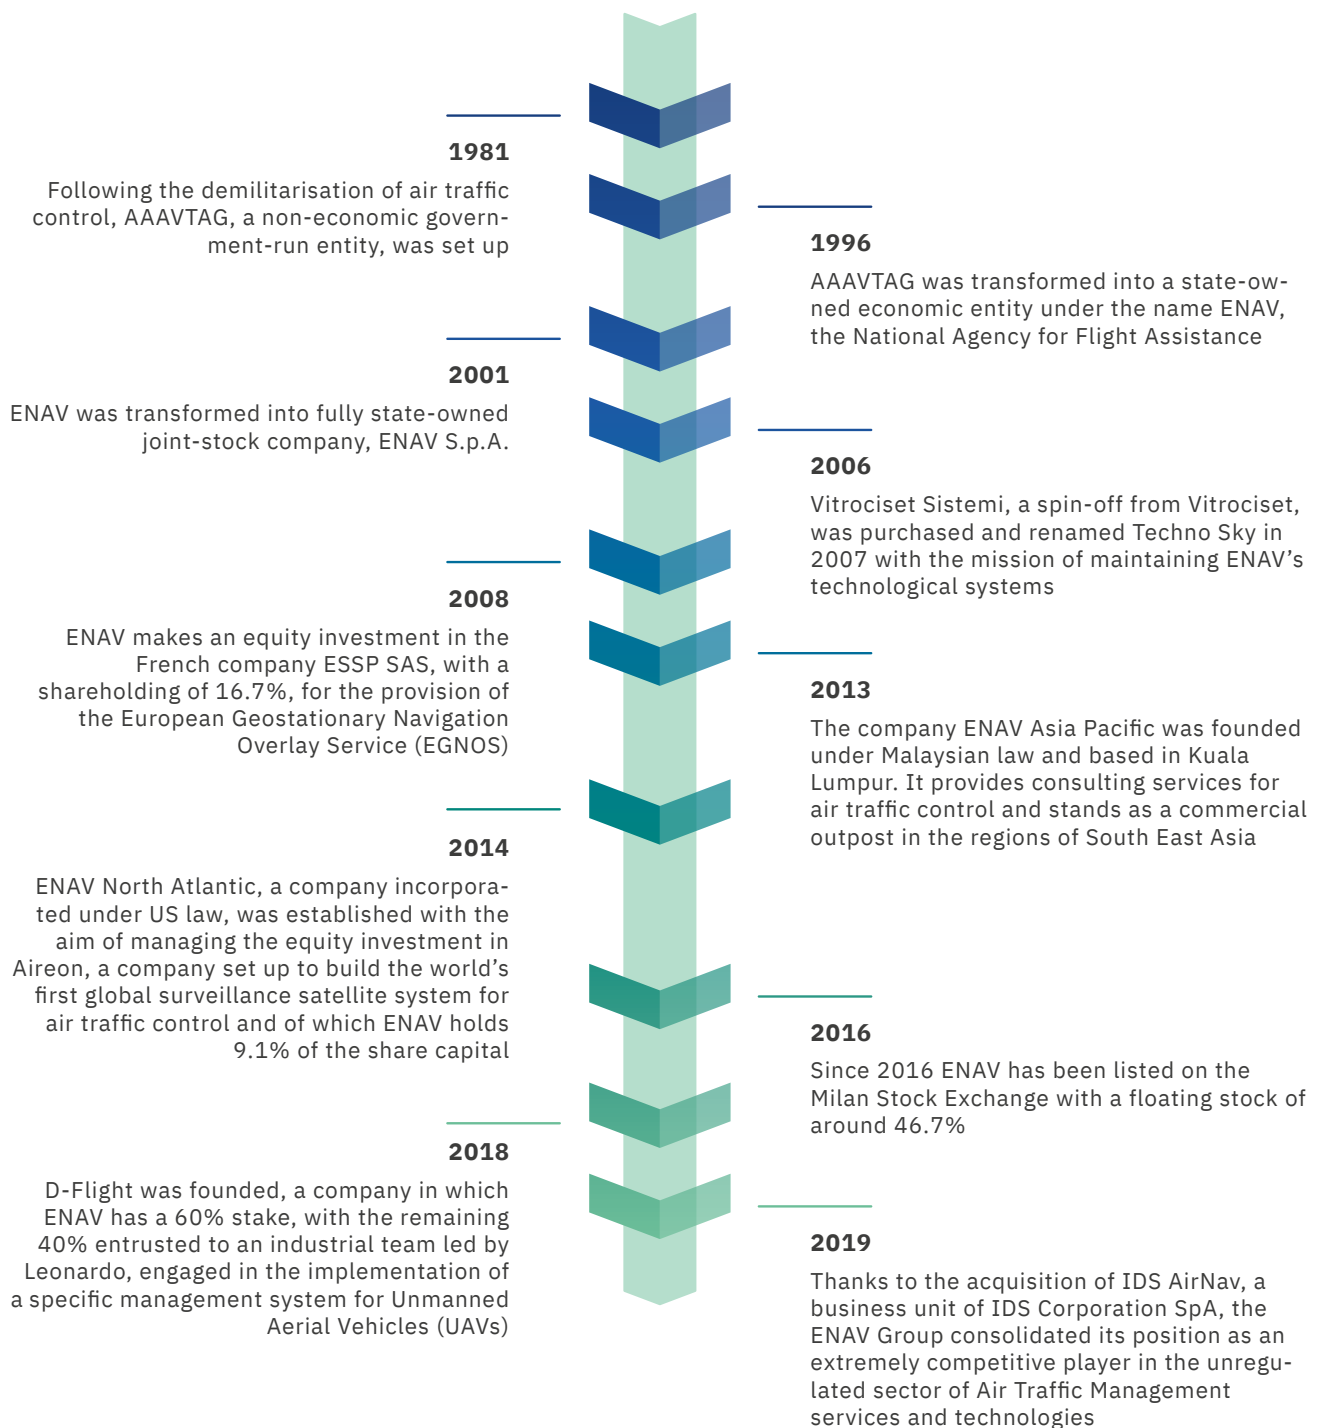 1981
Following the demilitarisation of air traffic
control, AAAVTAG, a non-economic govern-
ment-run entity, was set up
1996
AAAVTAG was transformed into a state-ow-
ned economic entity under the name ENAV,
the National Agency for Flight Assistance
2001
ENAV was transformed into fully state-owned
joint-stock company, ENAV S.p.A.
2006
Vitrociset Sistemi, a spin-off from Vitrociset,
was purchased and renamed Techno Sky in
2007 with the mission of maintaining ENAV’s
technological systems
2008
ENAV makes an equity investment in the
French company ESSP SAS, with a
shareholding of 16.7%, for the provision of
the European Geostationary Navigation
Overlay Service (EGNOS)
2013
The company ENAV Asia Pacific was founded
under Malaysian law and based in Kuala
Lumpur. It provides consulting services for
air traffic control and stands as a commercial
outpost in the regions of South East Asia
2014
ENAV North Atlantic, a company incorpora-
ted under US law, was established with the
aim of managing the equity investment in
Aireon, a company set up to build the world’s
first global surveillance satellite system for
air traffic control and of which ENAV holds
9.1% of the share capital
2016
Since 2016 ENAV has been listed on the
Milan Stock Exchange with a floating stock of
around 46.7%
2018
D-Flight was founded, a company in which
ENAV has a 60% stake, with the remaining
40% entrusted to an industrial team led by
Leonardo, engaged in the implementation of
a specific management system for Unmanned
Aerial Vehicles (UAVs)
2019
Thanks to the acquisition of IDS AirNav, a
business unit of IDS Corporation SpA, the
ENAV Group consolidated its position as an
extremely competitive player in the unregu-
lated sector of Air Traffic Management
services and technologies